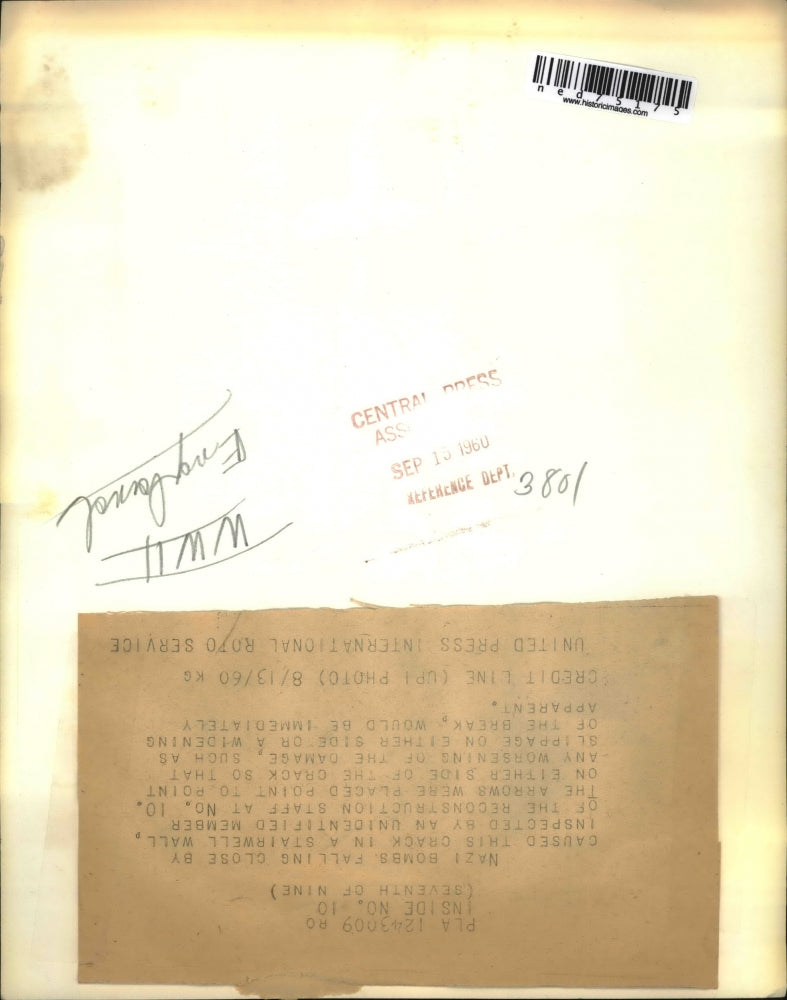 ned75175
www.historicimages.com
CENTRAL PRESS
ASS
SEP 15 1960
REFERENCE DEPT.
3801
WWII
England
PLA 1243009 RO
INSIDE NO. 10
(SEVENTH OF NINE)
NAZI BOMBS FALLING CLOSE BY
CAUSED THIS CRACK IN A STAIRWELL WALL,
INSPECTED BY AN UNIDENTIFIED MEMBER
OF THE RECONSTRUCTION STAFF AT NO. 10.
THE ARROWS WERE PLACED POINT TO POINT
ON EITHER SIDE OF THE CRACK SO THAT
ANY WORSENING OF THE DAMAGE, SUCH AS
SLIPPAGE ON EITHER SIDE OR A WIDENING
OF THE BREAK, WOULD BE IMMEDIATELY
APPARENT.
CREDIT LINE (UPI PHOTO) 8/13/60 KG
UNITED PRESS INTERNATIONAL ROTO SERVICE